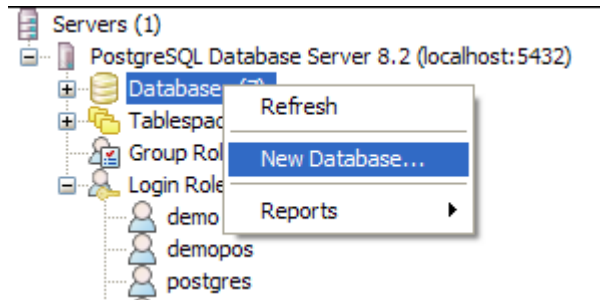 Servers (1)
PostgreSQL Database Server 8.2 (localhost:5432)
Database
Refresh
Tablespac
Group Rol
New Database...
Login Role
Reports
demo
demopos
postgres